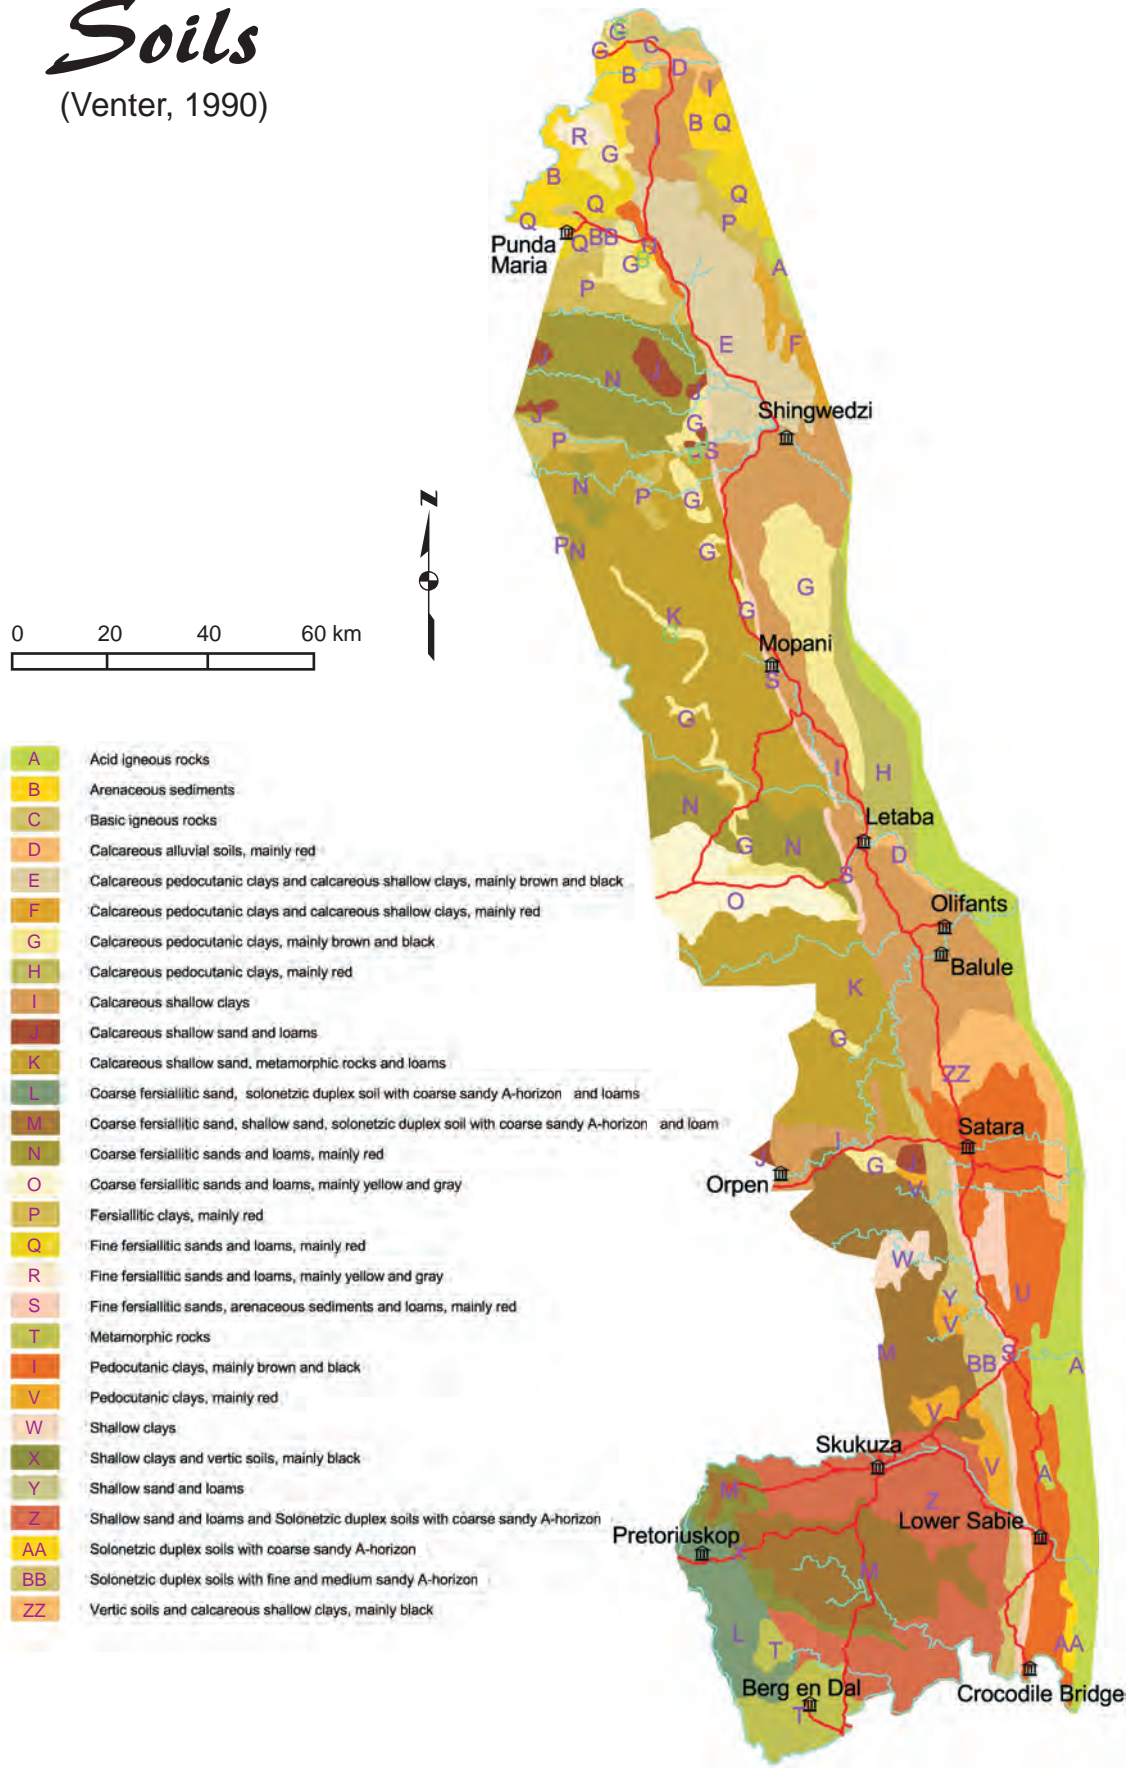 Soils
(Venter, 1990)
G
G
C
B
D
I
B Q
R
I
G
B
Q
Q
Q
P
Punda
Maria
Q
BB
H
G
B
A
P
E
F
J
J
N
J
Shingwedzi
J
G
P
S
N
P
G
N
P
N
G
G
K
G
G
Mopani
S
0 20 40 60 km
G
I
H
N
Letaba
G
N
D
S
O
Olifants
Balule
K
G
ZZ
Satara
I
J
G
J
Orpen
V
A
W
Y
V
U
M
BB
S
A
V
Skukuza
V
A
M
Z
Lower Sabie
Pretoriuskop
X
M
L
T
AA
Berg en Dal
T
Crocodile Bridge
A Acid igneous rocks
B Arenaceous sediments
C Basic igneous rocks
D Calcareous alluvial soils, mainly red
E Calcareous pedocutanic clays and calcareous shallow clays, mainly brown and black
F Calcareous pedocutanic clays and calcareous shallow clays, mainly red
G Calcareous pedocutanic clays, mainly brown and black
H Calcareous pedocutanic clays, mainly red
I Calcareous shallow clays
J Calcareous shallow sand and loams
K Calcareous shallow sand, metamorphic rocks and loams
L Coarse fersiallitic sand, solonetzic duplex soil with coarse sandy A-horizon and loams
M Coarse fersiallitic sand, shallow sand, solonetzic duplex soil with coarse sandy A-horizon and loam
N Coarse fersiallitic sands and loams, mainly red
O Coarse fersiallitic sands and loams, mainly yellow and gray
P Fersiallitic clays, mainly red
Q Fine fersiallitic sands and loams, mainly red
R Fine fersiallitic sands and loams, mainly yellow and gray
S Fine fersiallitic sands, arenaceous sediments and loams, mainly red
T Metamorphic rocks
I Pedocutanic clays, mainly brown and black
V Pedocutanic clays, mainly red
W Shallow clays
X Shallow clays and vertic soils, mainly black
Y Shallow sand and loams
Z Shallow sand and loams and Solonetzic duplex soils with coarse sandy A-horizon
AA Solonetzic duplex soils with coarse sandy A-horizon
BB Solonetzic duplex soils with fine and medium sandy A-horizon
ZZ Vertic soils and calcareous shallow clays, mainly black